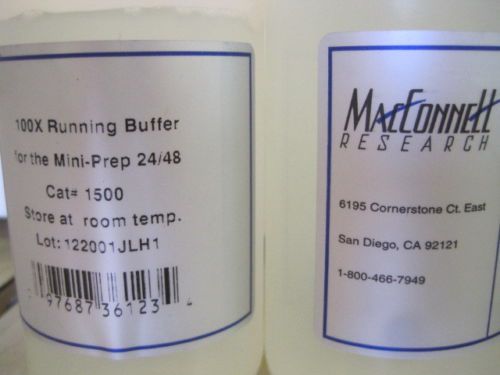 100X Running Buffer
for the Mini-Prep 24/48
Cat# 1500
Store at room temp.
Lot: 122001JLH1
97687 36123 4
MACCONNELL
RESEARCH
6195 Cornerstone Ct. East
San Diego, CA 92121
1-800-466-7949